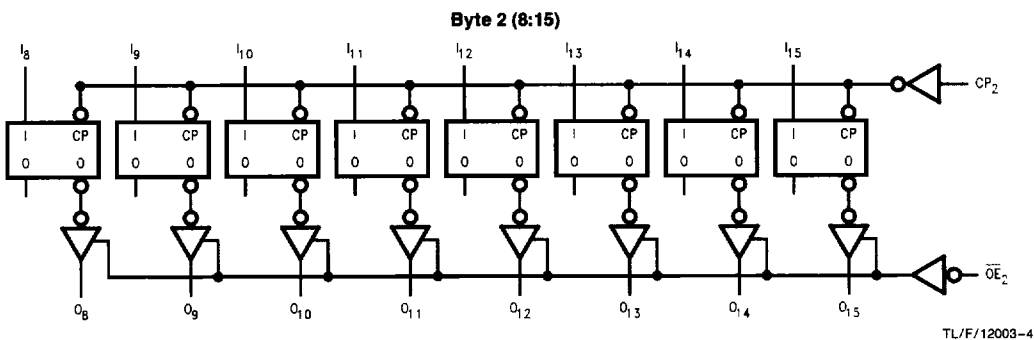 Byte 2 (8:15)
I8 I9 I10 I11 I12 I13 I14 I15
CP2
I CP I CP I CP I CP I CP I CP I CP I CP
O O O O O O O O O O O O O O O O
OE2
O8 O9 O10 O11 O12 O13 O14 O15
TL/F/12003-4